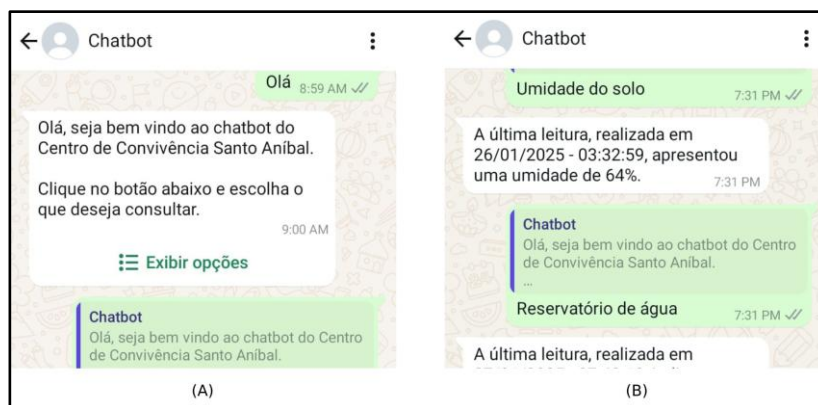 Chatbot
Olá 8:59 AM
Olá, seja bem vindo ao chatbot do
Centro de Convivência Santo Aníbal.
Clique no botão abaixo e escolha o
que deseja consultar.
9:00 AM
Exibir opções
Chatbot
Olá, seja bem vindo ao chatbot do Centro
de Convivência Santo Aníbal.
(A)
Chatbot
Umidade do solo 7:31 PM
A última leitura, realizada em
26/01/2025 - 03:32:59, apresentou
uma umidade de 64%. 7:31 PM
Chatbot
Olá, seja bem vindo ao chatbot do Centro
de Convivência Santo Aníbal.
...
Reservatório de água 7:31 PM
A última leitura, realizada em
(B)